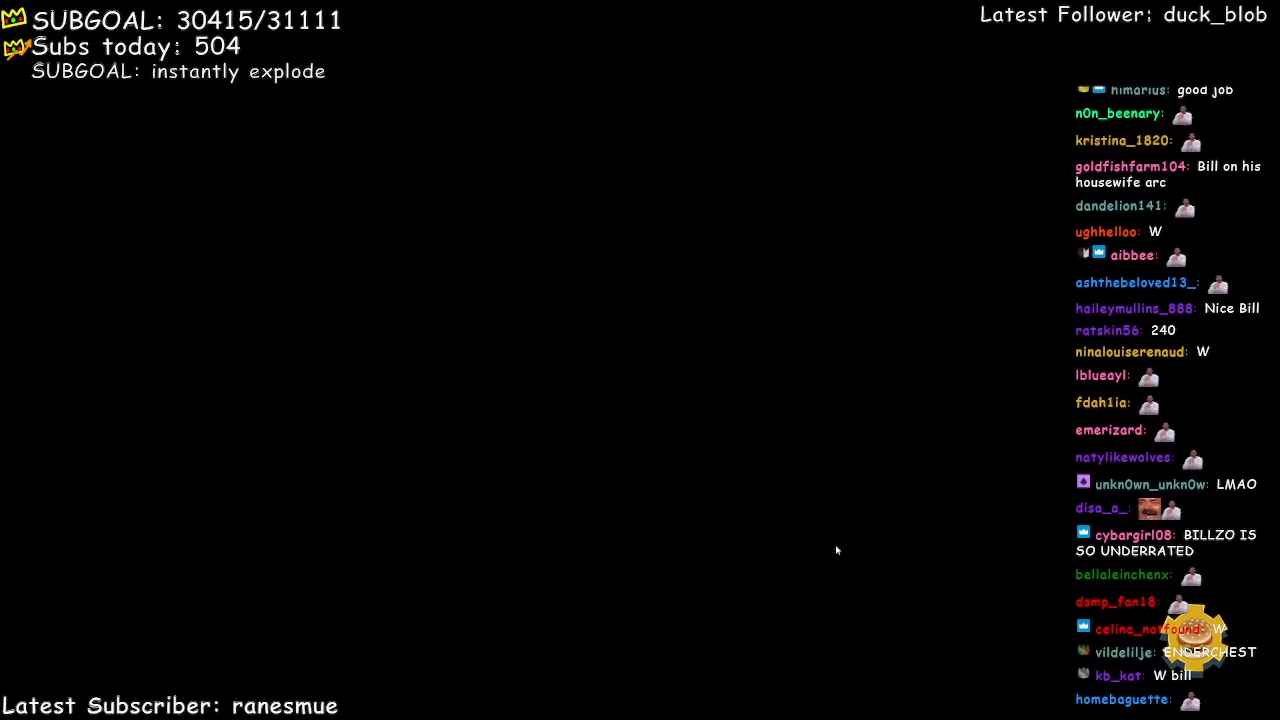 SUBGOAL: 30415/31111
Subs today: 504
SUBGOAL: instantly explode
Latest Follower: duck_blob
himarius: good job
n0n_beenary:
kristina_1820:
goldfishfarm104: Bill on his
housewife arc
dandelion141:
ughhelloo: W
aibbee:
ashthebeloved13_:
haileymullins_888: Nice Bill
ratskin56: 240
ninalouiserenaud: W
lblueayl:
fdah1ia:
emerizard:
natylikewolves:
unkn0wn_unkn0w: LMAO
disa_a_:
cybargirl08: BILLZO IS
SO UNDERRATED
bellaleinchenx:
dsmp_fan18:
celina_notfound: W
vildelilje: ENDERCHEST
kb_kat: W bill
homebaguette:
Latest Subscriber: ranesmue